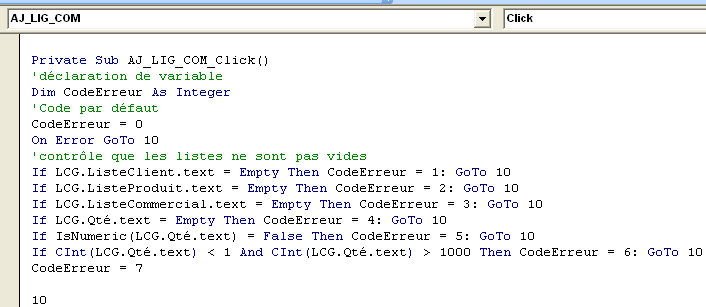 AJ_LIG_COM Click
Private Sub AJ_LIG_COM_Click()
'déclaration de variable
Dim CodeErreur As Integer
'Code par défaut
CodeErreur = 0
On Error GoTo 10
'contrôle que les listes ne sont pas vides
If LCG.ListeClient.text = Empty Then CodeErreur = 1: GoTo 10
If LCG.ListeProduit.text = Empty Then CodeErreur = 2: GoTo 10
If LCG.ListeCommercial.text = Empty Then CodeErreur = 3: GoTo 10
If LCG.Qté.text = Empty Then CodeErreur = 4: GoTo 10
If IsNumeric(LCG.Qté.text) = False Then CodeErreur = 5: GoTo 10
If CInt(LCG.Qté.text) < 1 And CInt(LCG.Qté.text) > 1000 Then CodeErreur = 6: GoTo 10
CodeErreur = 7
10